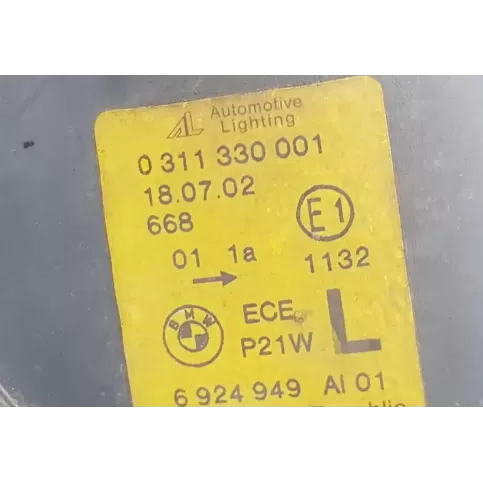 AL Automotive
Lighting
0 311 330 001
18.07.02
668
E1
01 1a
1132
BMW
ECE
P21W
L
6 924 949 AI 01